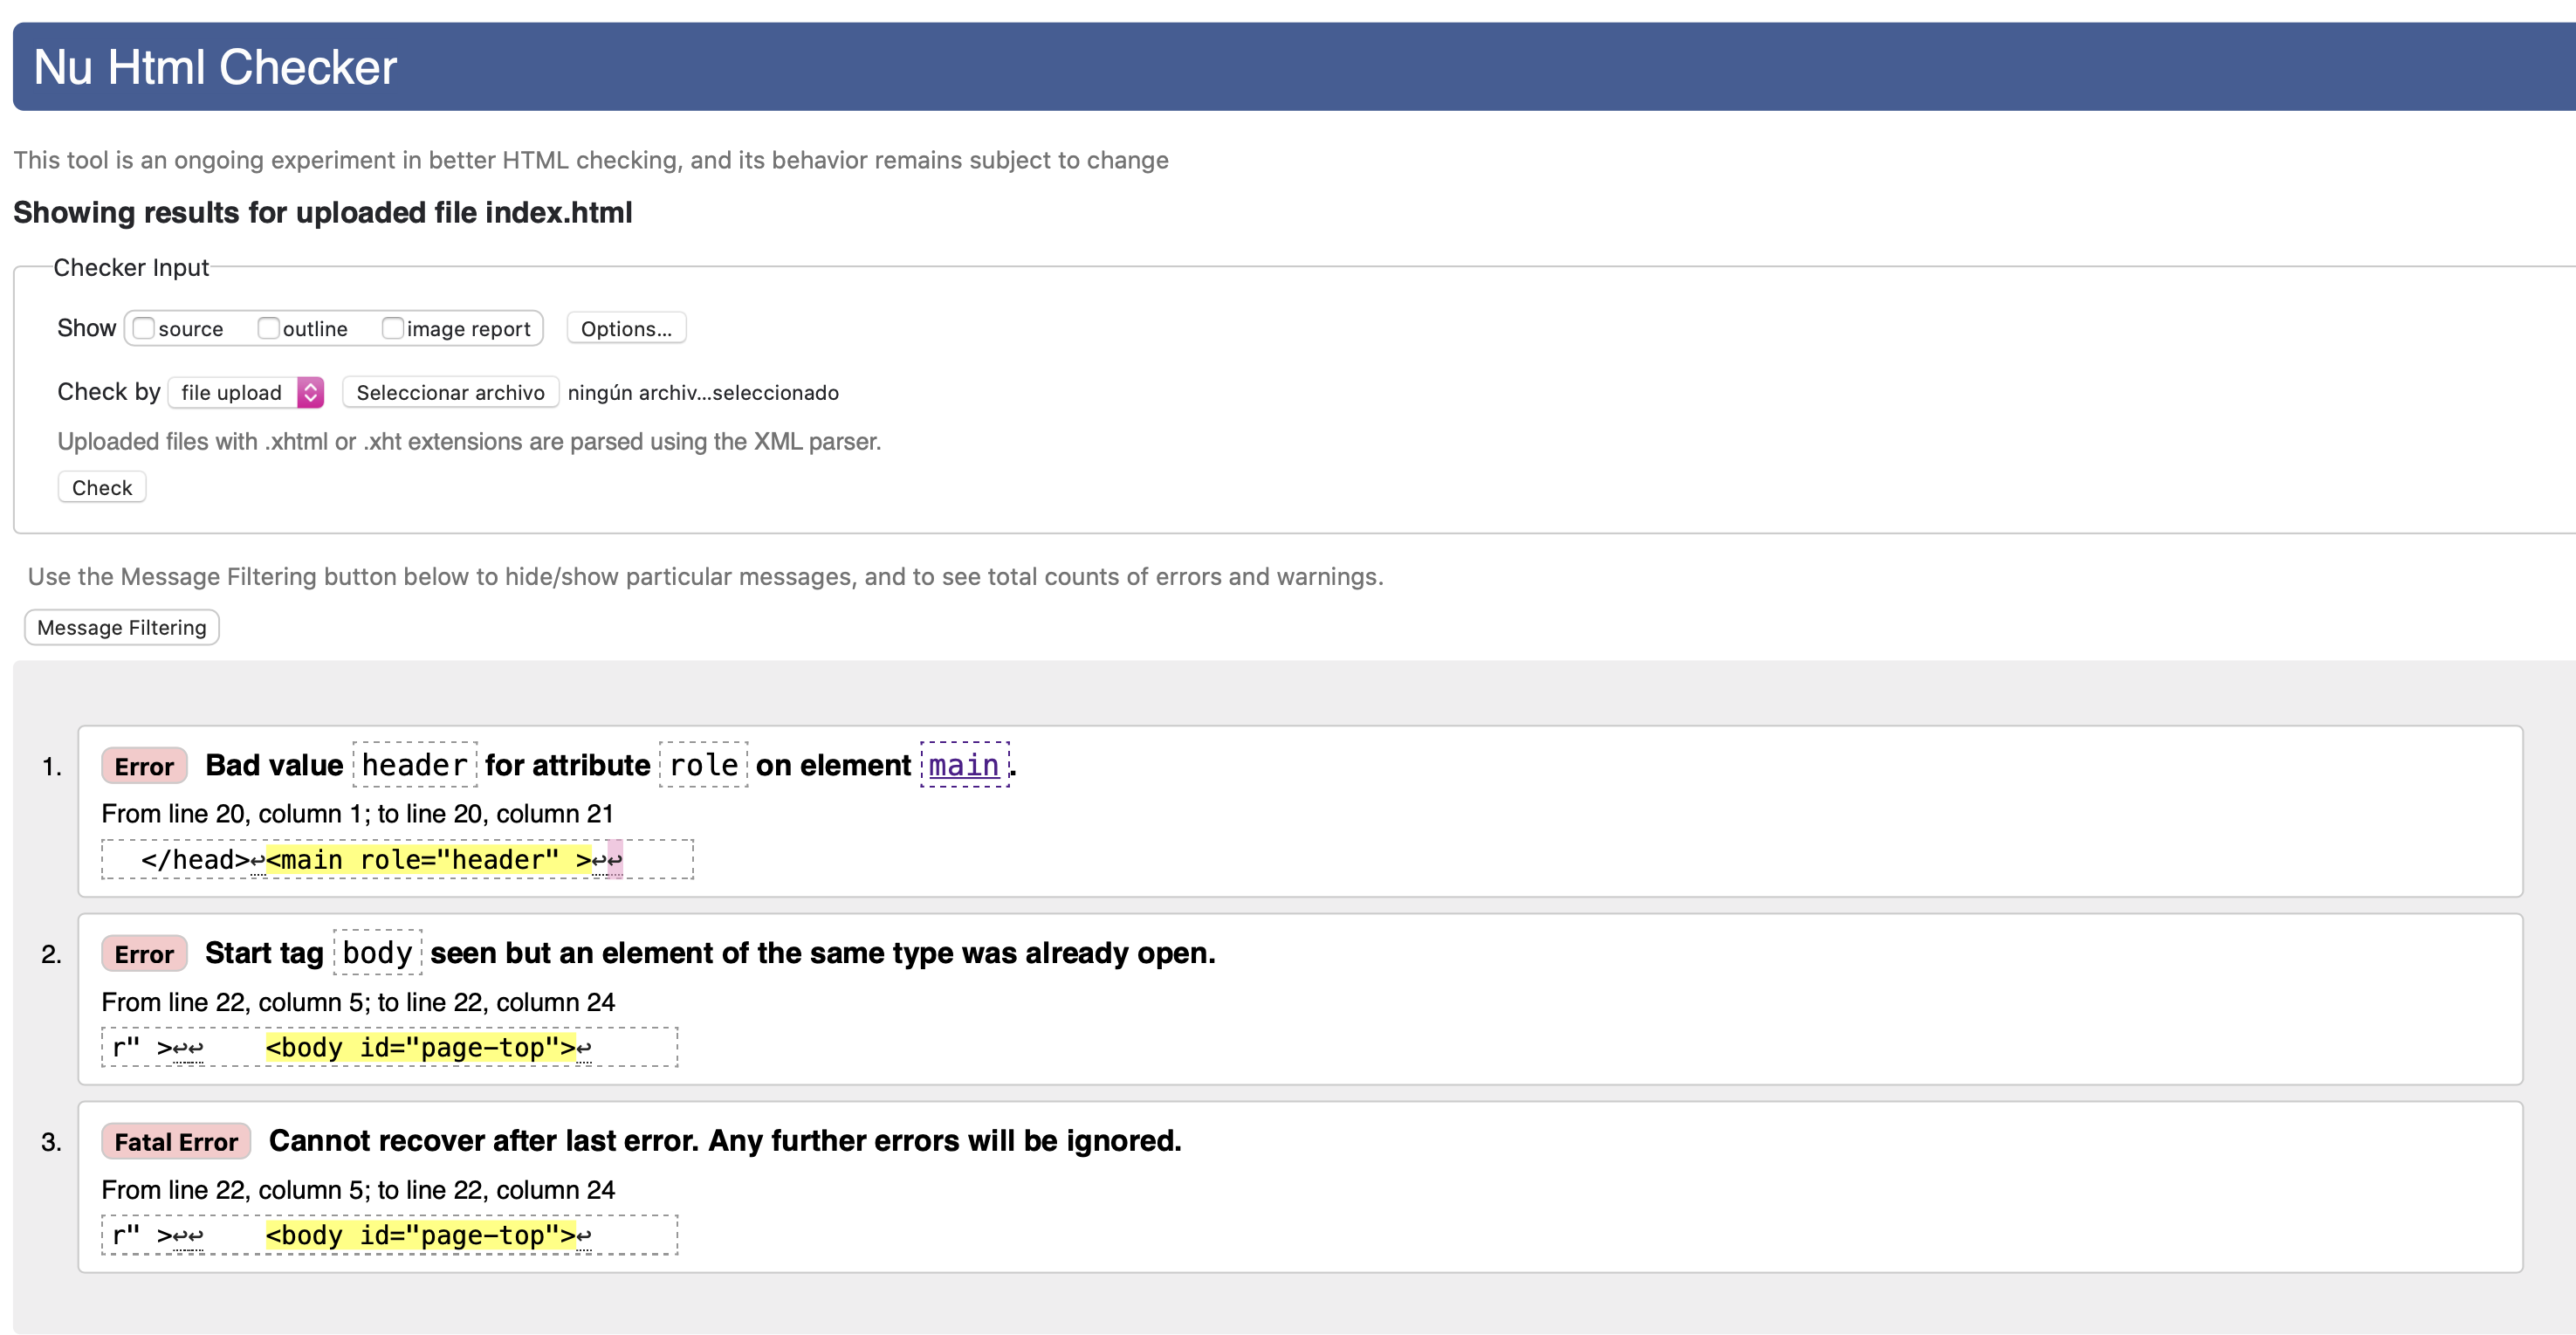 Nu Html Checker
This tool is an ongoing experiment in better HTML checking, and its behavior remains subject to change
Showing results for uploaded file index.html
Checker Input
Show source outline image report Options...
Check by file upload Seleccionar archivo ningún archiv...seleccionado
Uploaded files with .xhtml or .xht extensions are parsed using the XML parser.
Check
Use the Message Filtering button below to hide/show particular messages, and to see total counts of errors and warnings.
Message Filtering
1. Error Bad value header for attribute role on element main.
From line 20, column 1; to line 20, column 21
</head>↩<main role="header" >↩↩
2. Error Start tag body seen but an element of the same type was already open.
From line 22, column 5; to line 22, column 24
r" >↩↩    <body id="page-top">↩
3. Fatal Error Cannot recover after last error. Any further errors will be ignored.
From line 22, column 5; to line 22, column 24
r" >↩↩    <body id="page-top">↩